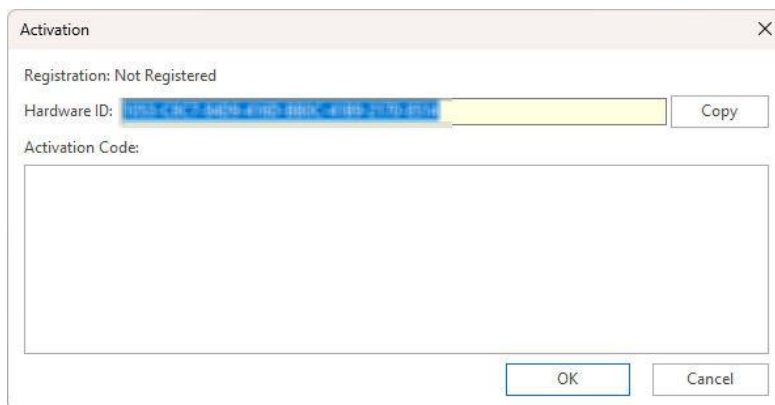 Activation
Registration: Not Registered
Hardware ID:
Copy
Activation Code:
OK
Cancel